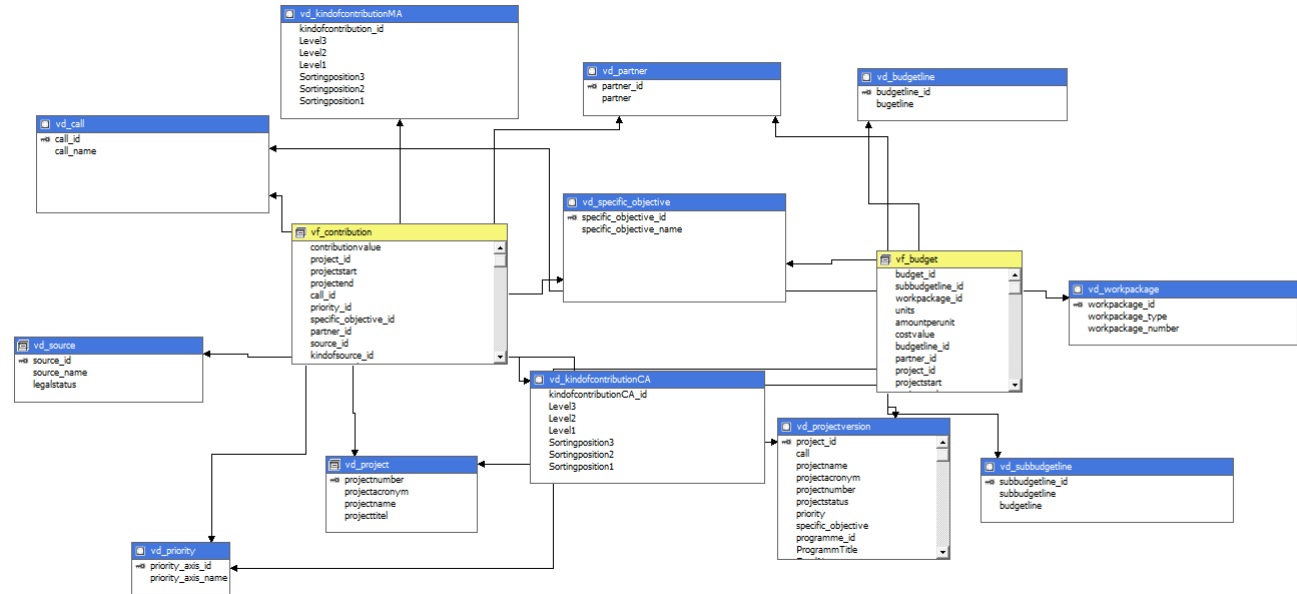 vd_kindofcontributionMA
kindofcontribution_id
Level3
Level2
Level1
Sortingposition3
Sortingposition2
Sortingposition1
vd_partner
partner_id
partner
vd_budgetline
budgetline_id
bugetline
vd_call
call_id
call_name
vd_specific_objective
specific_objective_id
specific_objective_name
vf_contribution
contributionvalue
project_id
projectstart
projectend
call_id
priority_id
specific_objective_id
partner_id
source_id
kindofsource_id
vf_budget
budget_id
subbudgetline_id
workpackage_id
units
amountperunit
costvalue
budgetline_id
partner_id
project_id
projectstart
vd_workpackage
workpackage_id
workpackage_type
workpackage_number
vd_source
source_id
source_name
legalstatus
vd_kindofcontributionCA
kindofcontributionCA_id
Level3
Level2
Level1
Sortingposition3
Sortingposition2
Sortingposition1
vd_projectversion
project_id
call
projectname
projectacronym
projectnumber
projectstatus
priority
specific_objective
programme_id
ProgrammTitle
vd_project
projectnumber
projectacronym
projectname
projecttitel
vd_subbudgetline
subbudgetline_id
subbudgetline
budgetline
vd_priority
priority_axis_id
priority_axis_name